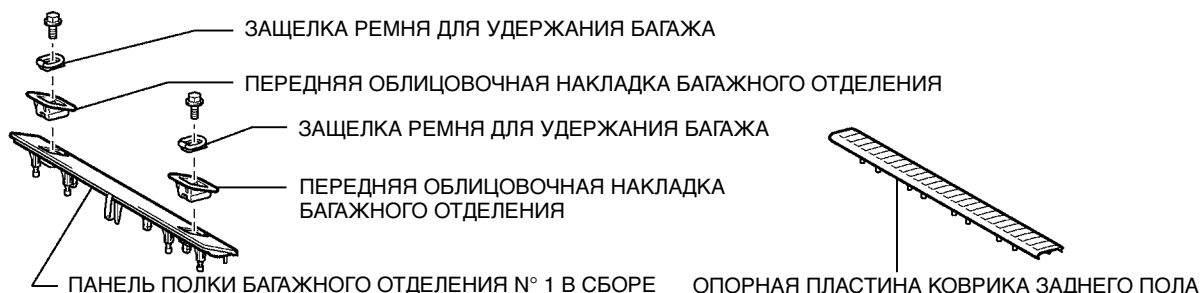 ЗАЩЕЛКА РЕМНЯ ДЛЯ УДЕРЖАНИЯ БАГАЖА
ПЕРЕДНЯЯ ОБЛИЦОВОЧНАЯ НАКЛАДКА БАГАЖНОГО ОТДЕЛЕНИЯ
ЗАЩЕЛКА РЕМНЯ ДЛЯ УДЕРЖАНИЯ БАГАЖА
ПЕРЕДНЯЯ ОБЛИЦОВОЧНАЯ НАКЛАДКА
БАГАЖНОГО ОТДЕЛЕНИЯ
ПАНЕЛЬ ПОЛКИ БАГАЖНОГО ОТДЕЛЕНИЯ N° 1 В СБОРЕ
ОПОРНАЯ ПЛАСТИНА КОВРИКА ЗАДНЕГО ПОЛА